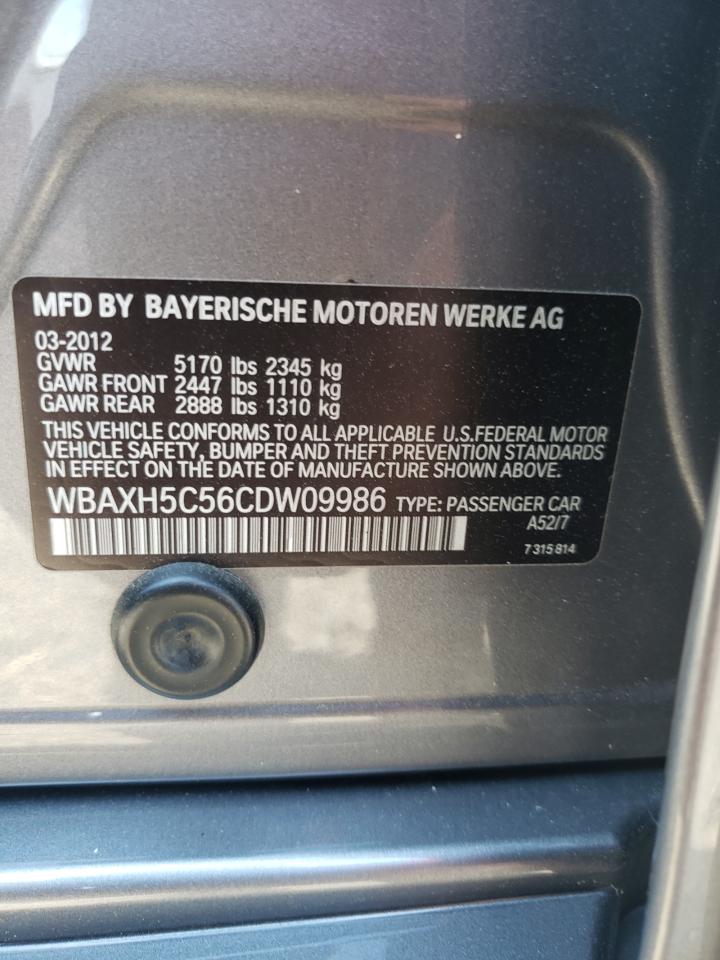 MFD BY BAYERISCHE MOTOREN WERKE AG
03-2012
GVWR 5170 lbs 2345 kg
GAWR FRONT 2447 lbs 1110 kg
GAWR REAR 2888 lbs 1310 kg
THIS VEHICLE CONFORMS TO ALL APPLICABLE U.S.FEDERAL MOTOR
VEHICLE SAFETY, BUMPER AND THEFT PREVENTION STANDARDS
IN EFFECT ON THE DATE OF MANUFACTURE SHOWN ABOVE.
WBAXH5C56CDW09986 TYPE: PASSENGER CAR
A52/7
7 315 814